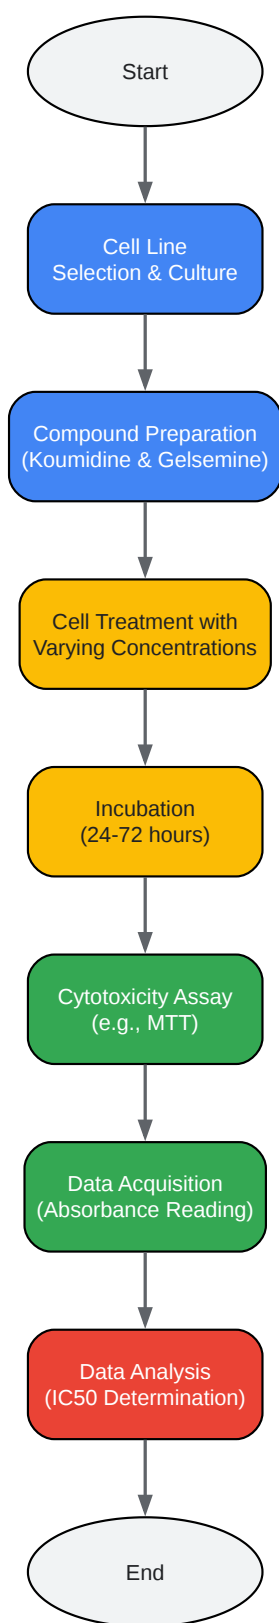 Start
Cell Line
Selection & Culture
Compound Preparation
(Koumidine & Gelsemine)
Cell Treatment with
Varying Concentrations
Incubation
(24-72 hours)
Cytotoxicity Assay
(e.g., MTT)
Data Acquisition
(Absorbance Reading)
Data Analysis
(IC50 Determination)
End